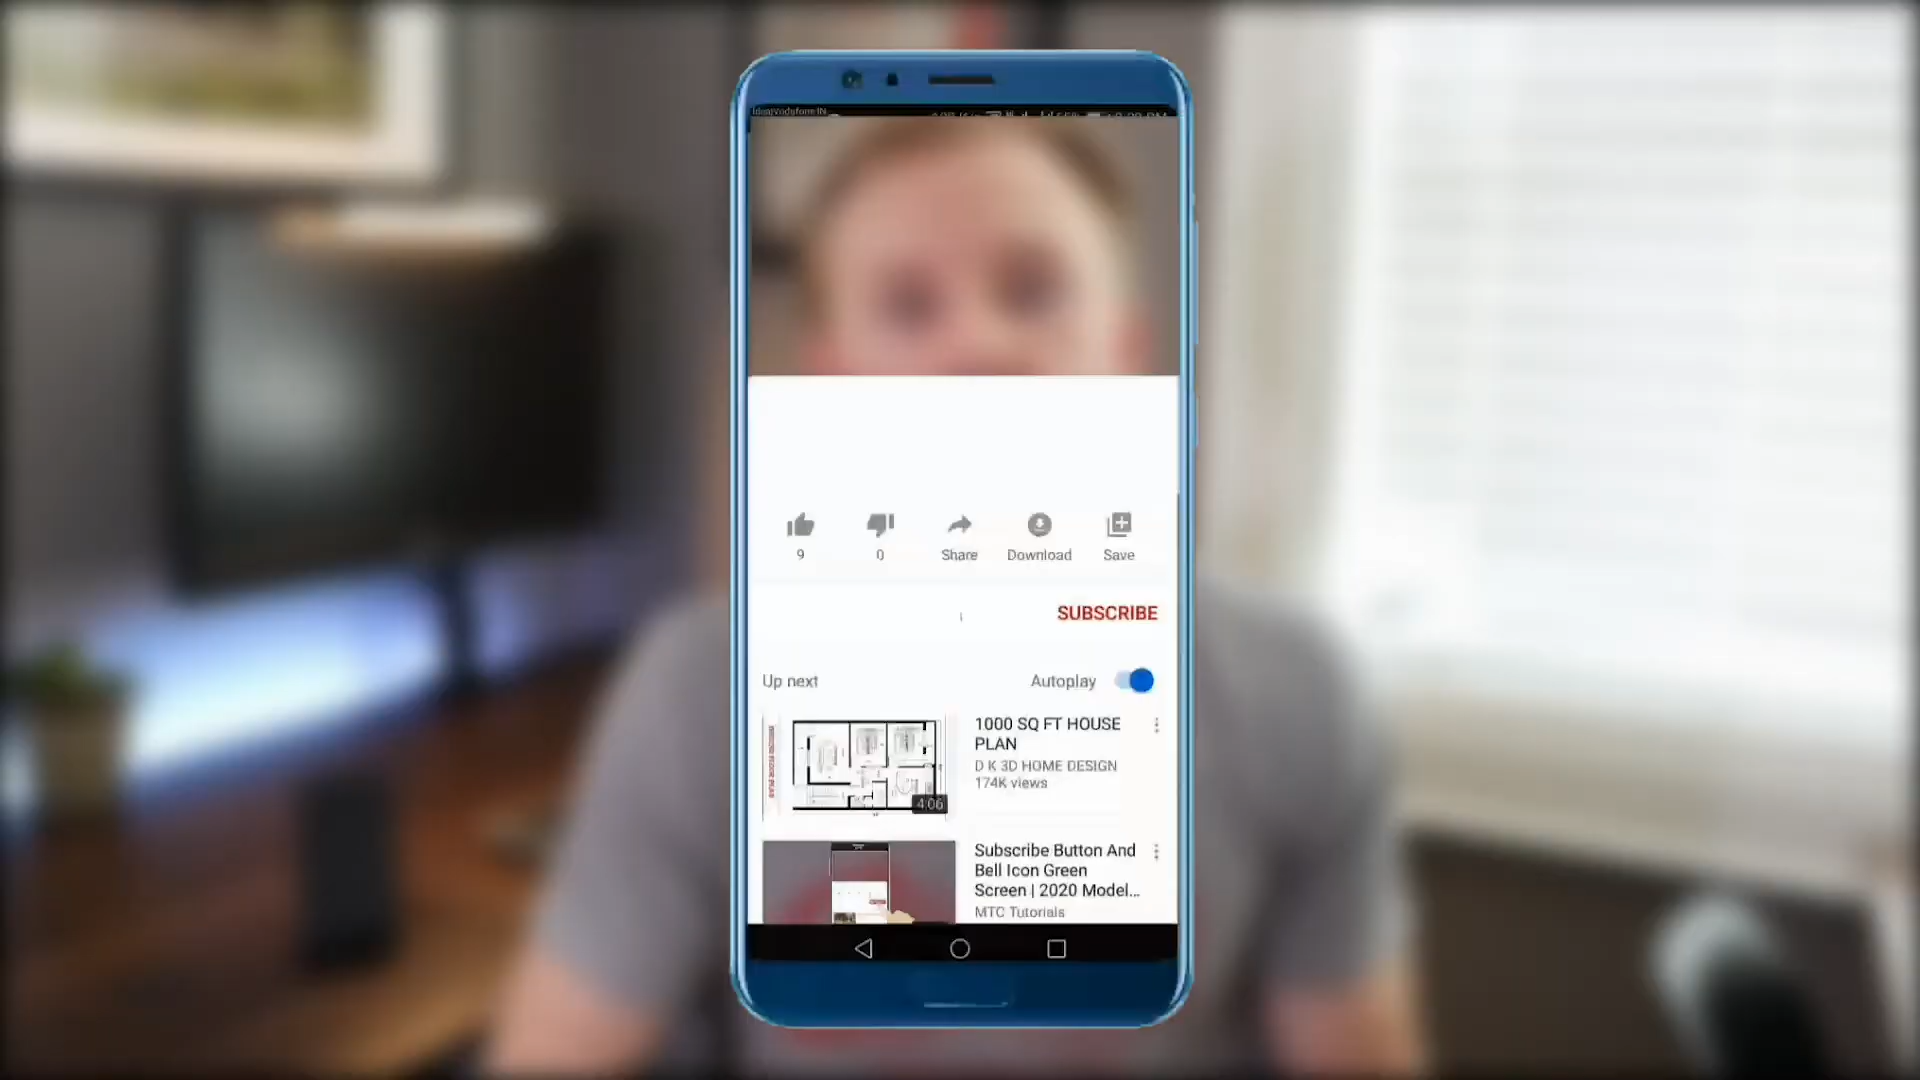 9
0
Share
Download
Save
SUBSCRIBE
Up next
Autoplay
1000 SQ FT HOUSE
PLAN
D K 3D HOME DESIGN
174K views
4:06
Subscribe Button And
Bell Icon Green
Screen | 2020 Model...
MTC Tutorials